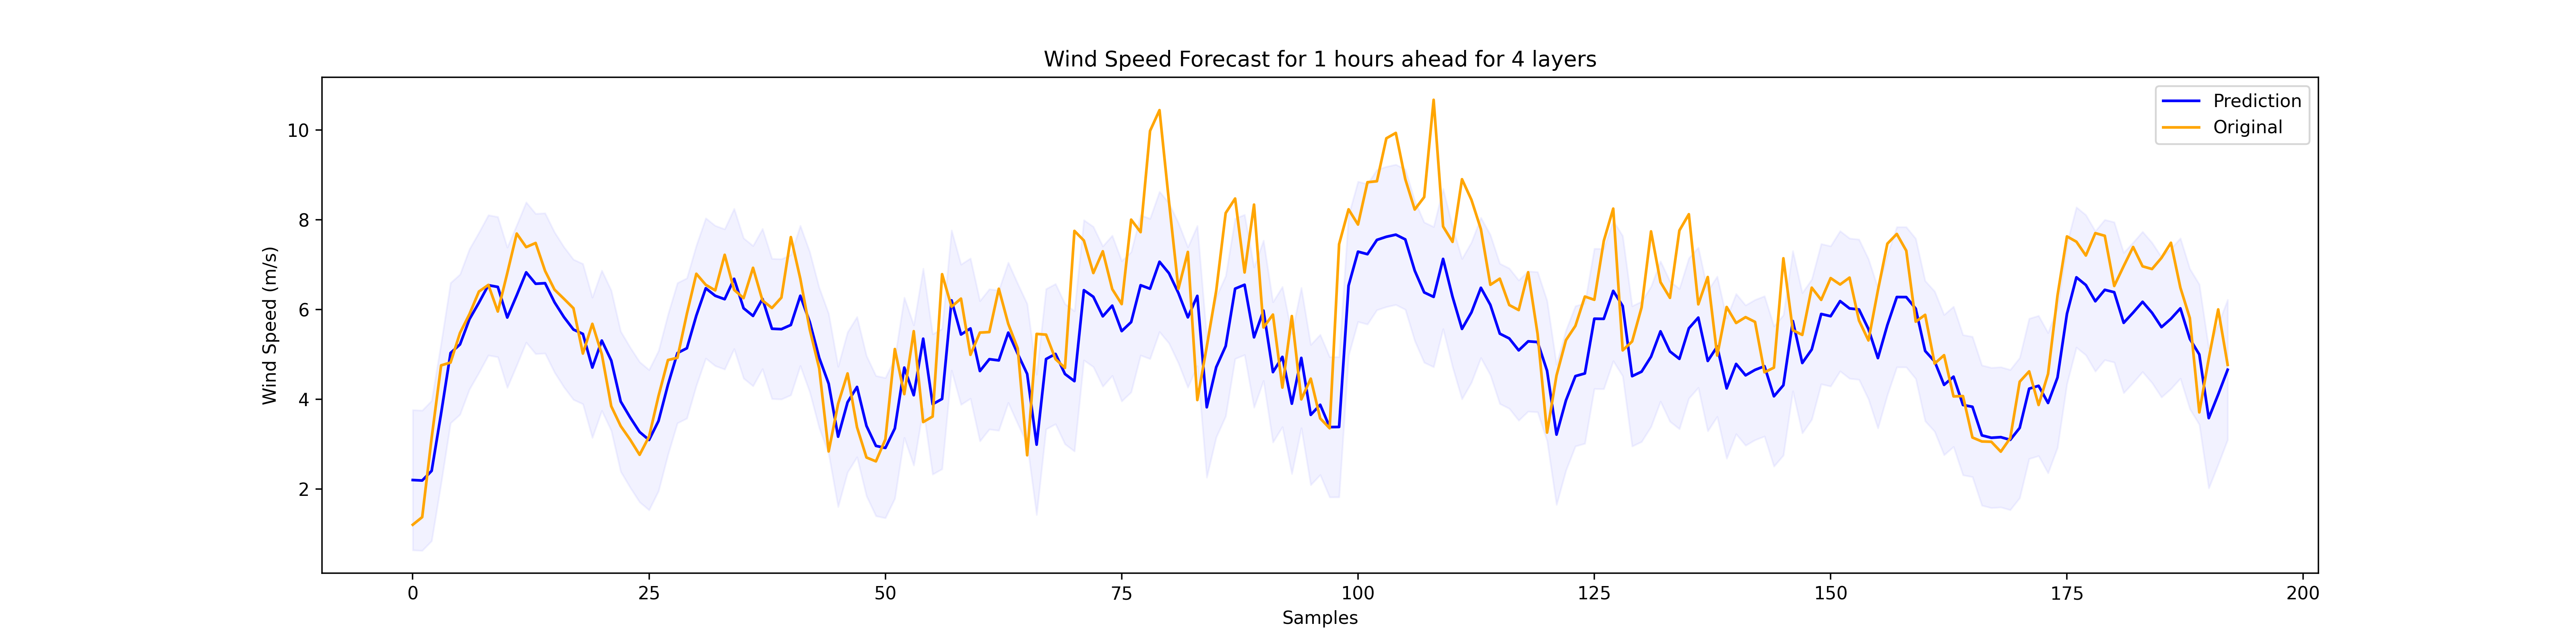 Wind Speed Forecast for 1 hours ahead for 4 layers
Prediction
Original
Wind Speed (m/s)
10
8
6
4
2
0 25 50 75 100 125 150 175 200
Samples